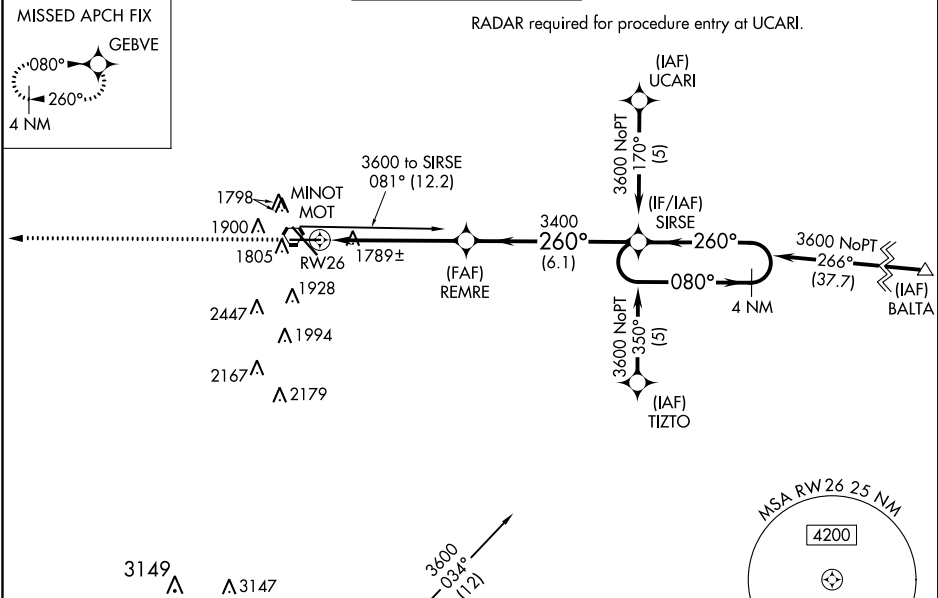 MISSED APCH FIX
GEBVE
080°
260°
4 NM
RADAR required for procedure entry at UCARI.
(IAF)
UCARI
3600 NoPT
170°
(5)
3600 to SIRSE
081° (12.2)
1798
MINOT
MOT
1900
1805
RW26
1789±
(FAF)
REMRE
3400
260°
(6.1)
(IF/IAF)
SIRSE
260°
080°
4 NM
3600 NoPT
266°
(37.7)
(IAF)
BALTA
1928
2447
1994
2167
2179
3600 NoPT
350°
(5)
(IAF)
TIZTO
MSA RW26 25 NM
4200
3149
3147
3600
034°
(12)